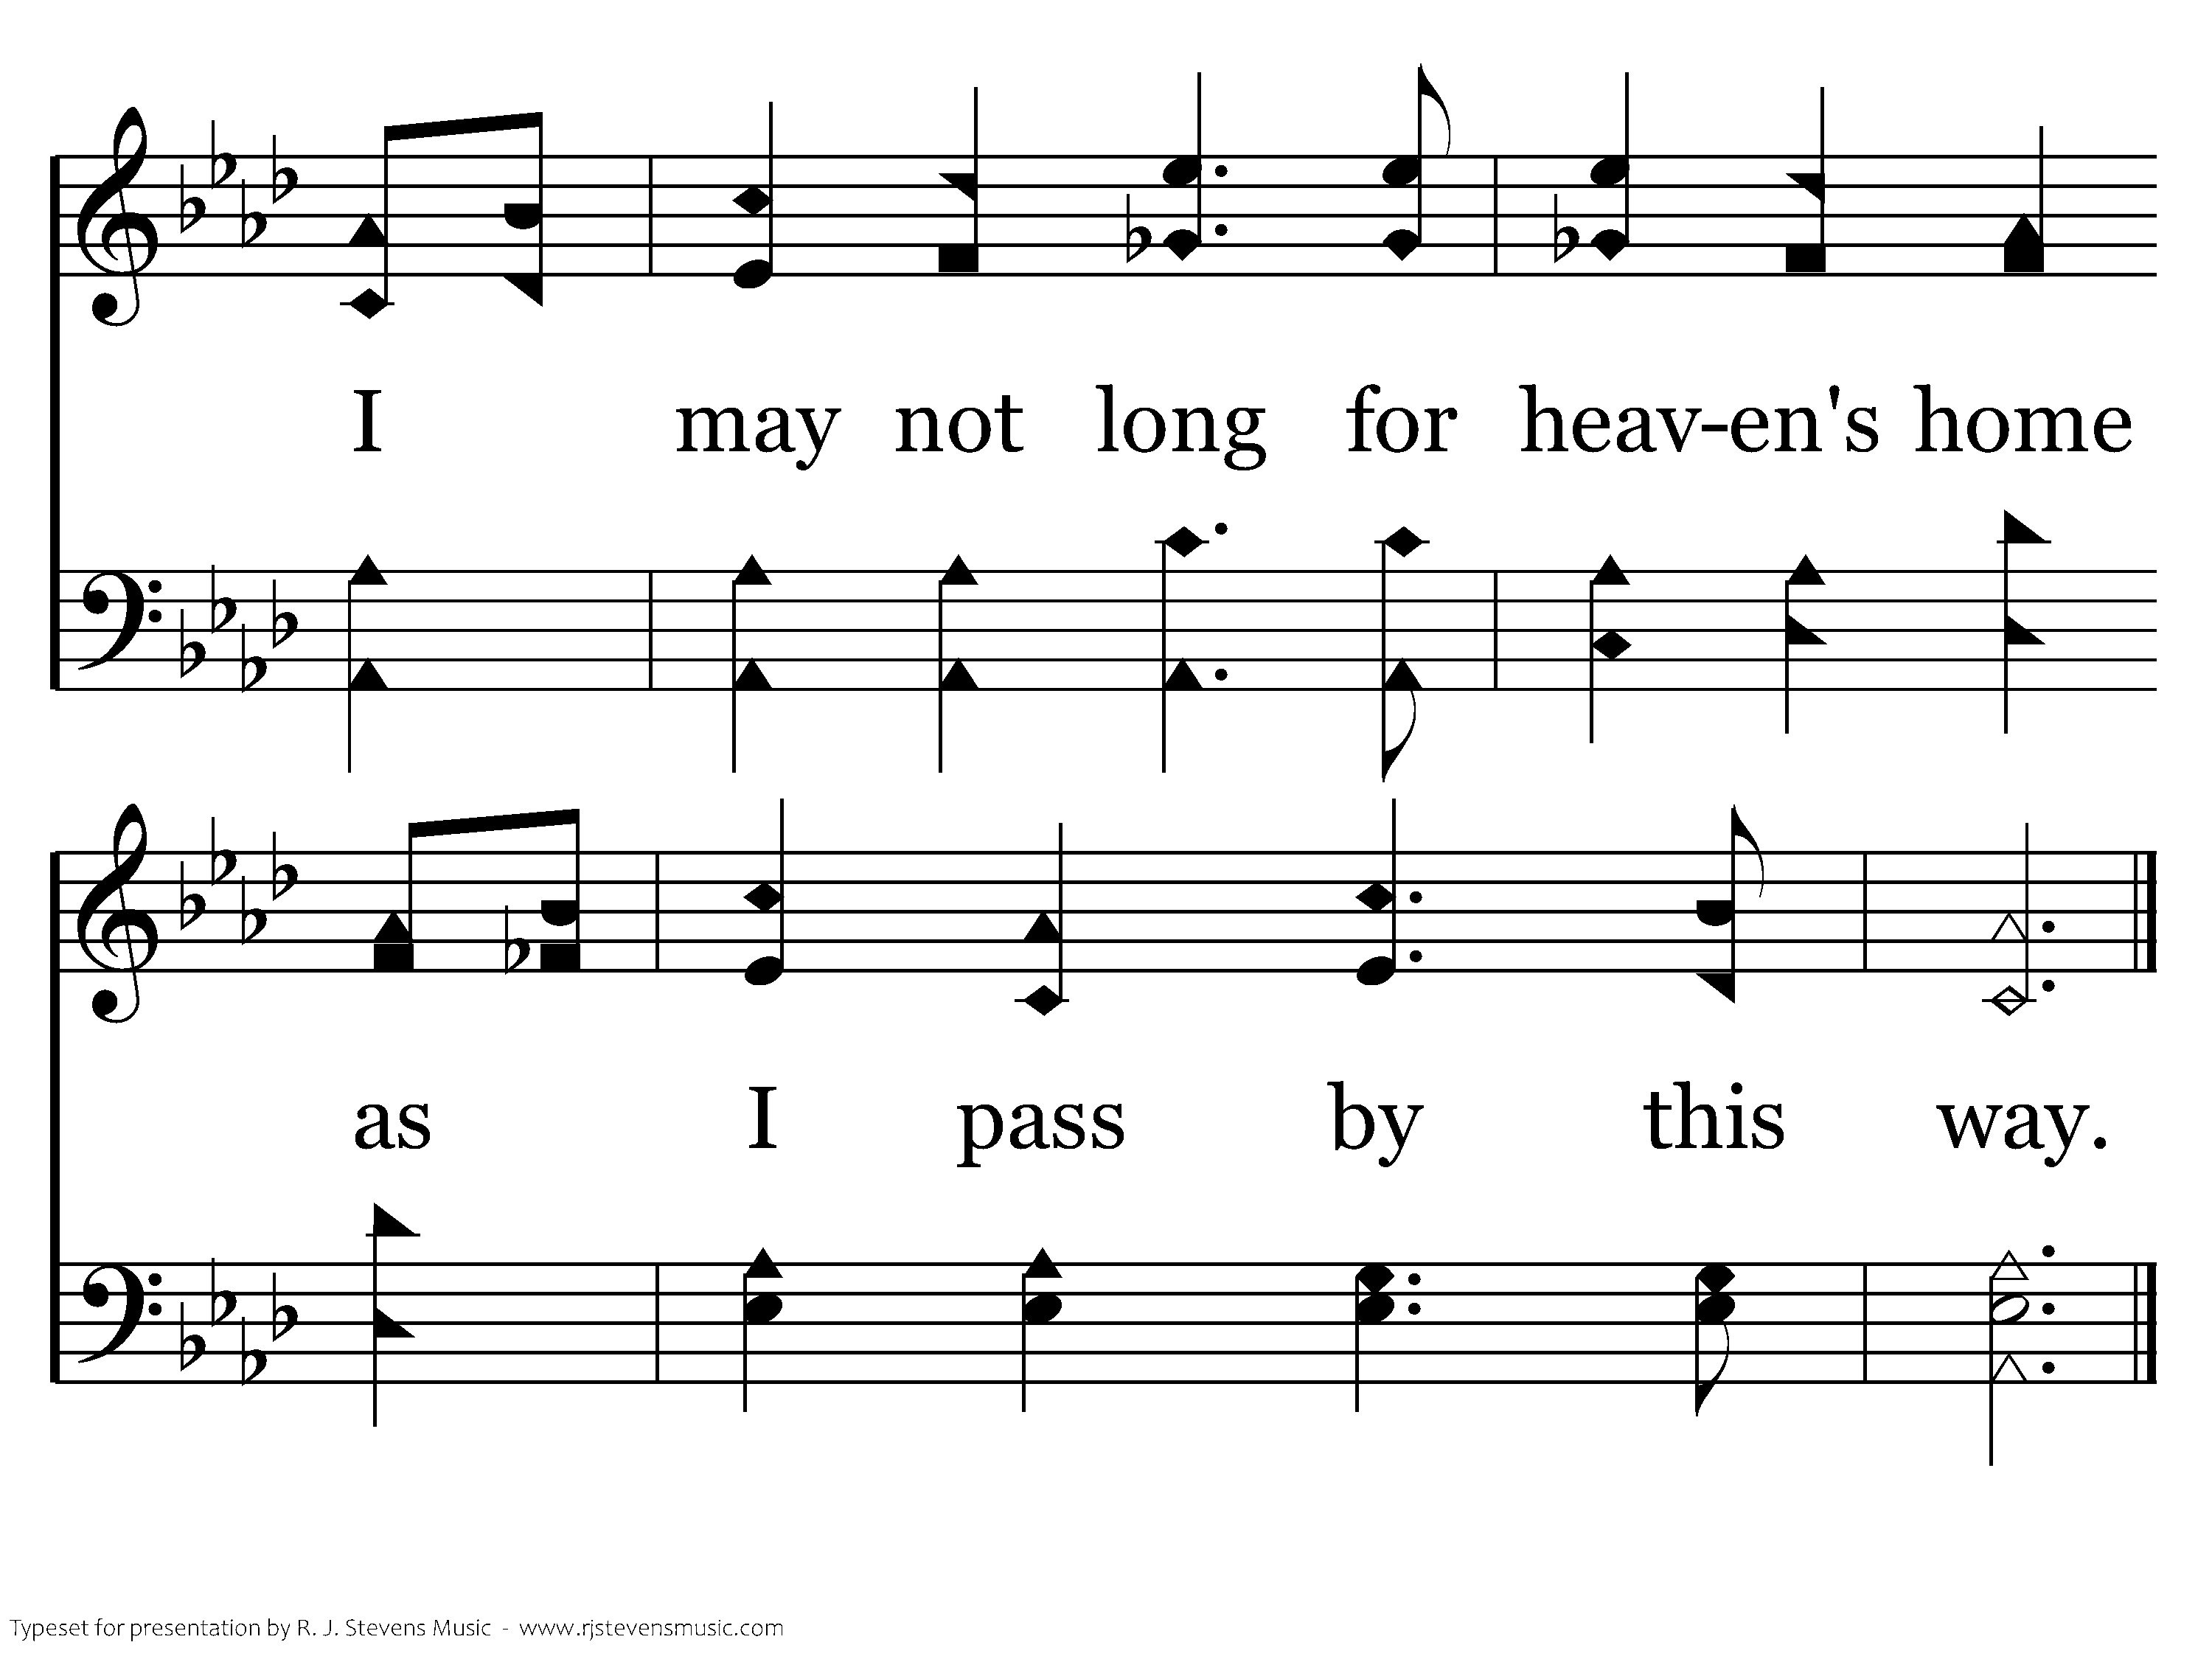 I may not long for heav-en's home
as I pass by this way.
Typeset for presentation by R. J. Stevens Music - www.rjstevensmusic.com